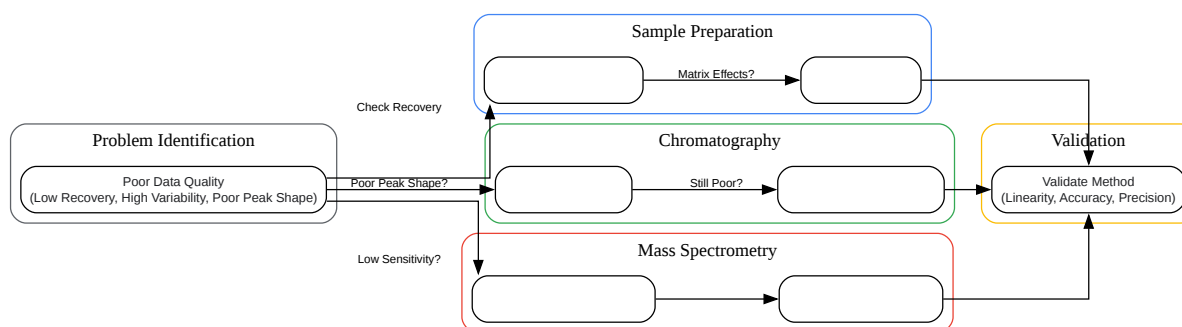 Sample Preparation
Matrix Effects?
Check Recovery
Problem Identification
Poor Data Quality
(Low Recovery, High Variability, Poor Peak Shape)
Poor Peak Shape?
Chromatography
Still Poor?
Validation
Validate Method
(Linearity, Accuracy, Precision)
Low Sensitivity?
Mass Spectrometry